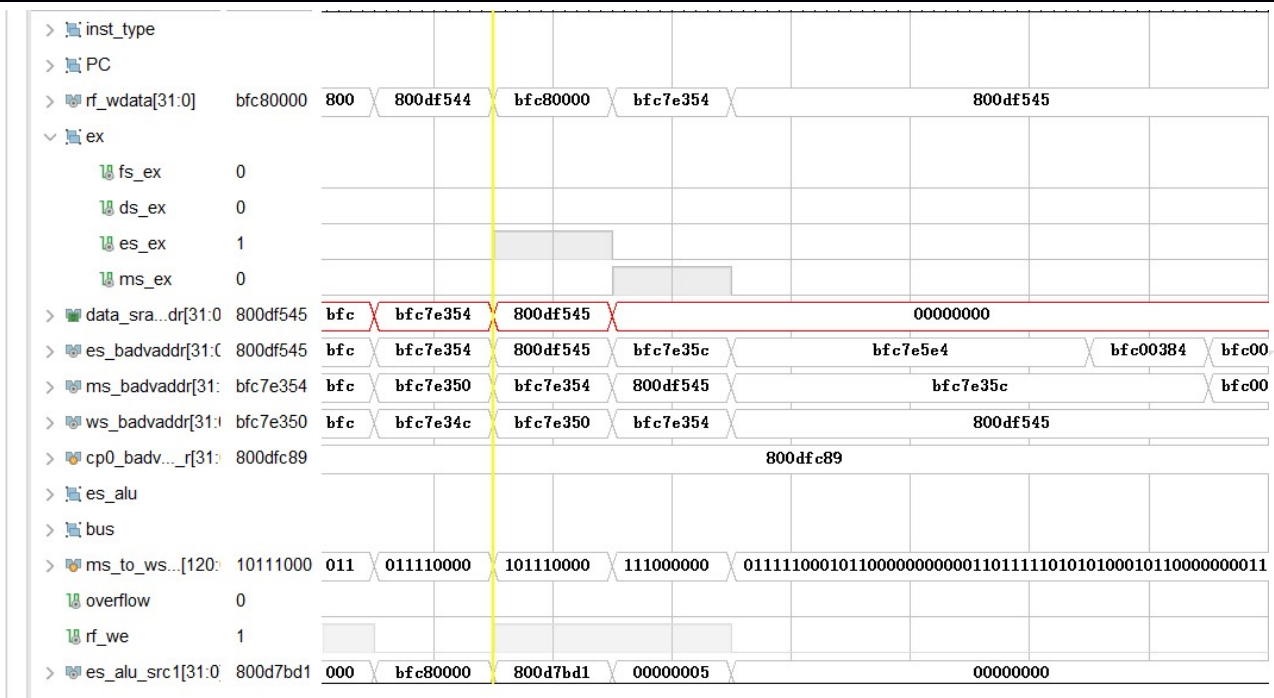 inst_type
PC
rf_wdata[31:0] bfc80000 800 800df544 bfc80000 bfc7e354 800df545
ex
fs_ex 0
ds_ex 0
es_ex 1
ms_ex 0
data_sra...dr[31:0 800df545 bfc bfc7e354 800df545 00000000
es_badvaddr[31:0 800df545 bfc bfc7e354 800df545 bfc7e35c bfc7e5e4 bfc00384 bfc00
ms_badvaddr[31: bfc7e354 bfc bfc7e350 bfc7e354 800df545 bfc7e35c bfc00
ws_badvaddr[31:( bfc7e350 bfc bfc7e34c bfc7e350 bfc7e354 800df545
cp0_badv..._r[31: 800dfc89 800dfc89
es_alu
bus
ms_to_ws...[120: 10111000 011 011110000 101110000 111000000
overflow 0
rf_we 1
es_alu_src1[31:0 800d7bd1 000 bfc80000 800d7bd1 00000005 00000000